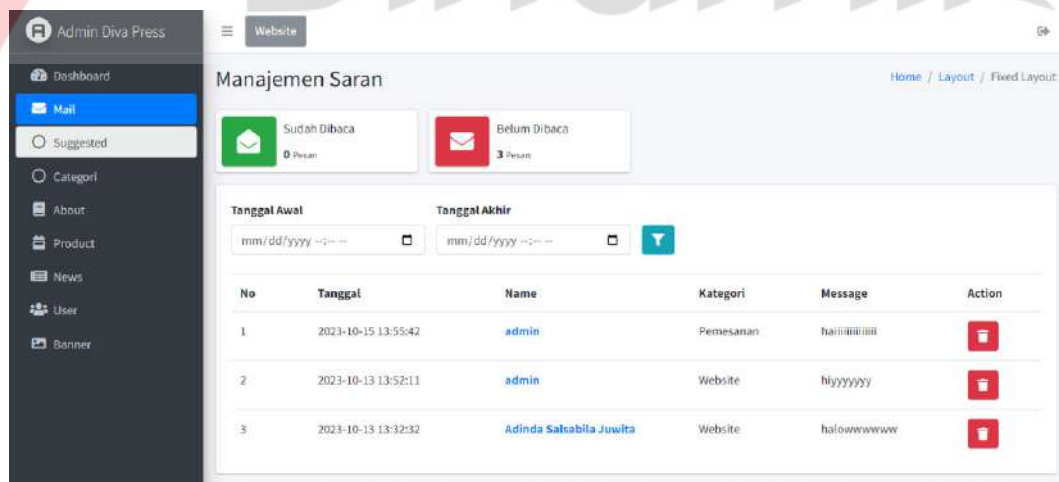 Admin Diva Press
Website
Dashboard
Mail
Suggested
Categori
About
Product
News
User
Banner
Manajemen Saran
Home / Layout / Fixed Layout
Sudah Dibaca
0 Pesan
Belum Dibaca
3 Pesan
Tanggal Awal Tanggal Akhir
mm/dd/yyyy --:-- -- mm/dd/yyyy --:-- --
No Tanggal Name Kategori Message Action
1 2023-10-15 13:55:42 admin Pemesanan
2 2023-10-13 13:52:11 admin Website hiyyyyyyy
3 2023-10-13 13:32:32 Adinda Salsabila Juwita Website halowwwwww